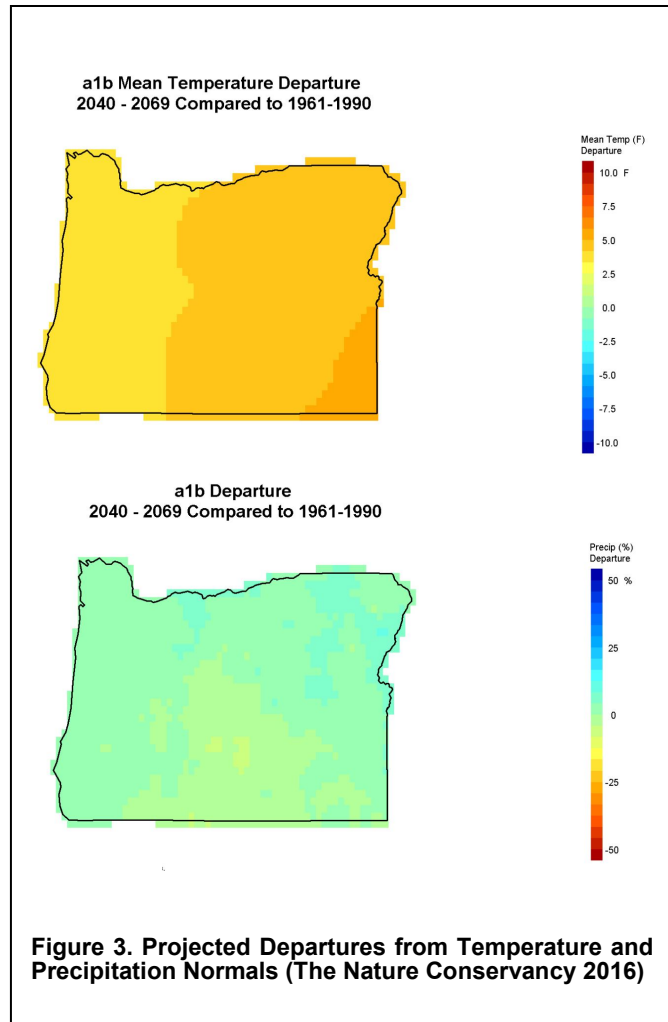 a1b Mean Temperature Departure
2040 - 2069 Compared to 1961-1990
Mean Temp (F)
Departure
10.0 F
7.5
5.0
2.5
0.0
-2.5
-5.0
-7.5
-10.0
a1b Departure
2040 - 2069 Compared to 1961-1990
Precip (%)
Departure
50 %
25
0
-25
-50
Figure 3. Projected Departures from Temperature and
Precipitation Normals (The Nature Conservancy 2016)